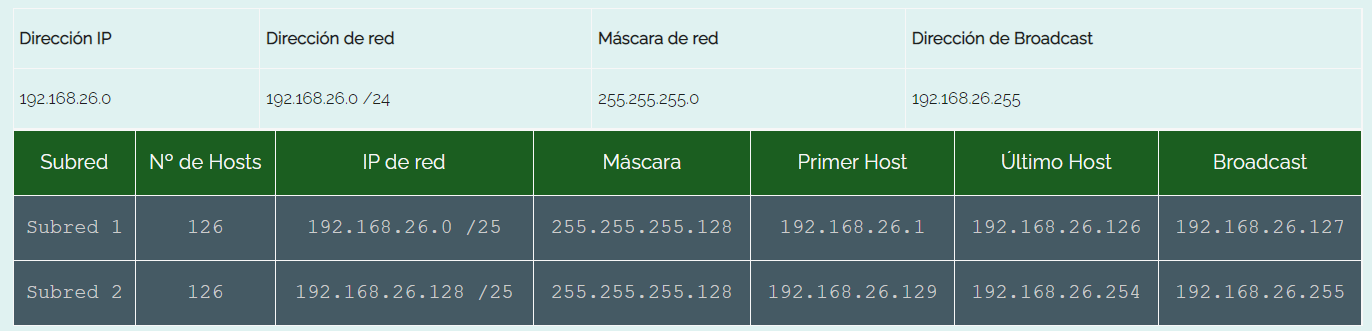 Dirección IP Dirección de red Máscara de red Dirección de Broadcast
192.168.26.0 192.168.26.0 /24 255.255.255.0 192.168.26.255
Subred Nº de Hosts IP de red Máscara Primer Host Último Host Broadcast
Subred 1 126 192.168.26.0 /25 255.255.255.128 192.168.26.1 192.168.26.126 192.168.26.127
Subred 2 126 192.168.26.128 /25 255.255.255.128 192.168.26.129 192.168.26.254 192.168.26.255